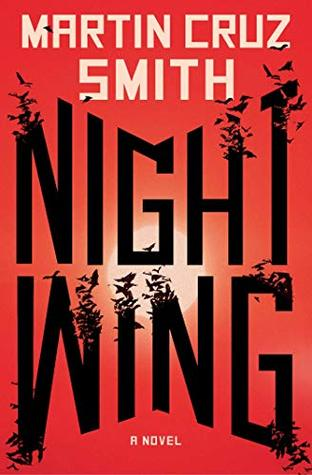 MARTIN CRUZ
SMITH
NIGHT
WING
A NOVEL